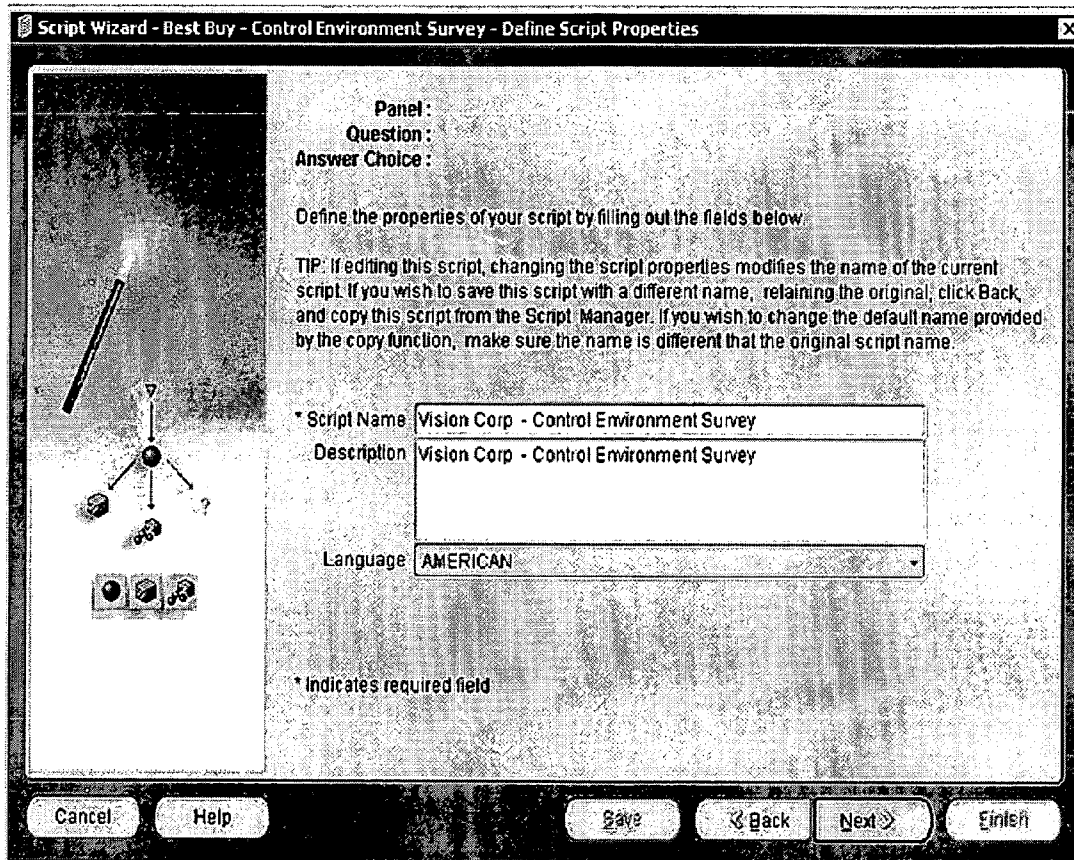 Script Wizard - Best Buy - Control Environment Survey - Define Script Properties
X
Panel :
Question :
Answer Choice :
Define the properties of your script by filling out the fields below.
TIP: If editing this script, changing the script properties modifies the name of the current
script. If you wish to save this script with a different name, retaining the original, click Back,
and copy this script from the Script Manager. If you wish to change the default name provided
by the copy function, make sure the name is different that the original script name.
* Script Name Vision Corp - Control Environment Survey
Description Vision Corp - Control Environment Survey
Language AMERICAN
* Indicates required field
Cancel Help Save Back Next Finish